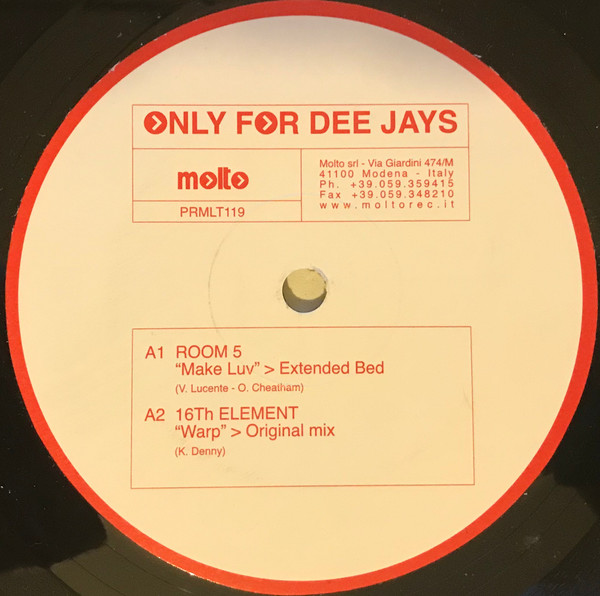 ONLY FOR DEE JAYS
molto
PRMLT119
Molto srl - Via Giardini 474/M
41100 Modena - Italy
Ph. +39.059.359415
Fax +39.059.348210
www.moltorec.it
A1 ROOM 5
“Make Luv” > Extended Bed
(V. Lucente - O. Cheatham)
A2 16Th ELEMENT
“Warp” > Original mix
(K. Denny)